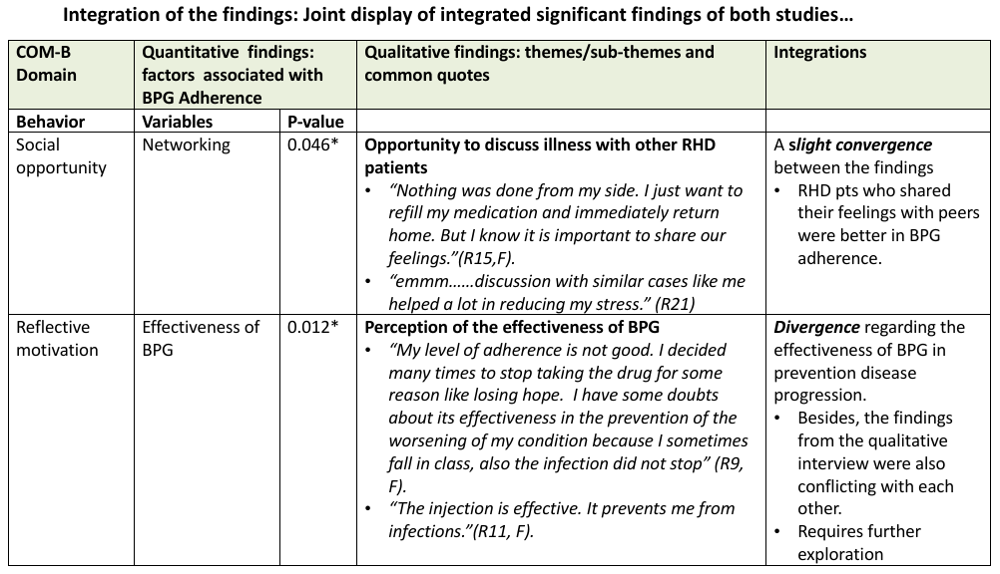 Integration of the findings: Joint display of integrated significant findings of both studies…
COM-B
Domain
Quantitative findings:
factors associated with
BPG Adherence
Qualitative findings: themes/sub-themes and
common quotes
Integrations
Behavior
Variables
P-value
Social
opportunity
Networking
0.046*
Opportunity to discuss illness with other RHD
patients
• “Nothing was done from my side. I just want to
refill my medication and immediately return
home. But I know it is important to share our
feelings.”(R15,F).
• “emmm……discussion with similar cases like me
helped a lot in reducing my stress.” (R21)
A slight convergence
between the findings
• RHD pts who shared
their feelings with peers
were better in BPG
adherence.
Reflective
motivation
Effectiveness of
BPG
0.012*
Perception of the effectiveness of BPG
• “My level of adherence is not good. I decided
many times to stop taking the drug for some
reason like losing hope. I have some doubts
about its effectiveness in the prevention of the
worsening of my condition because I sometimes
fall in class, also the infection did not stop” (R9,
F).
• “The injection is effective. It prevents me from
infections.”(R11, F).
Divergence regarding the
effectiveness of BPG in
prevention disease
progression.
• Besides, the findings
from the qualitative
interview were also
conflicting with each
other.
• Requires further
exploration